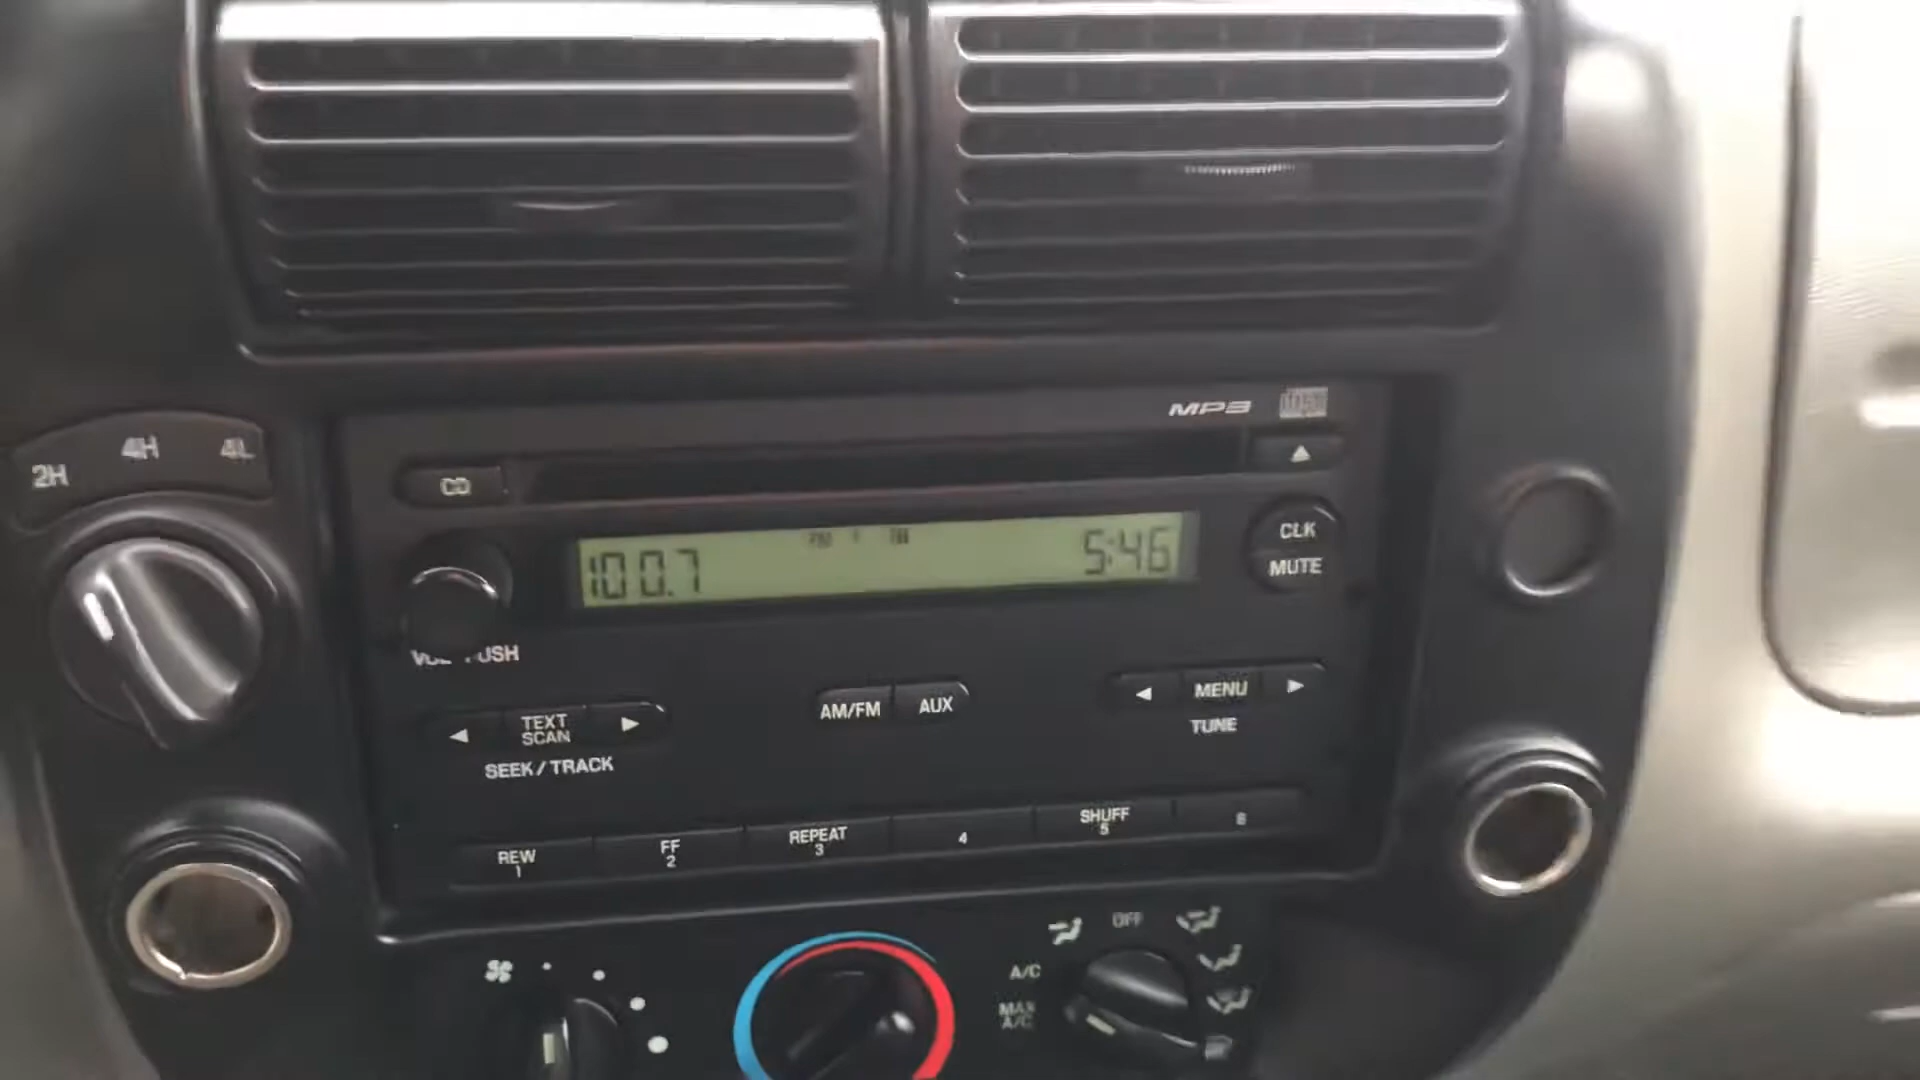 MP3
2H 4H 4L
CD
100.7 5:46
CLK
MUTE
PUSH
TEXT
SCAN
SEEK / TRACK
AM/FM AUX
MENU
TUNE
REW
1
FF
2
REPEAT
3
4
SHUFF
5
6
OFF
A/C
MAX
A/C